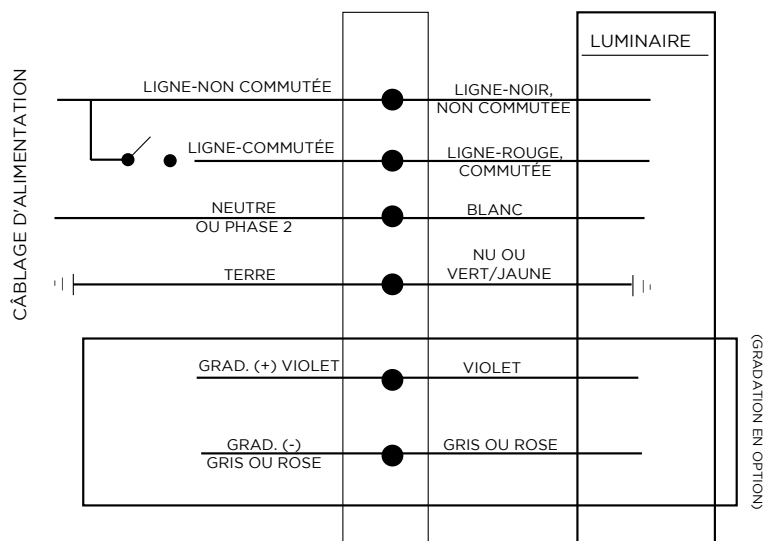 LUMINAIRE
CÂBLAGE D'ALIMENTATION
LIGNE-NON COMMUTÉE
LIGNE-NOIR,
NON COMMUTÉE
LIGNE-COMMUTÉE
LIGNE-ROUGE,
COMMUTÉE
NEUTRE
OU PHASE 2
BLANC
TERRE
NU OU
VERT/JAUNE
GRAD. (+) VIOLET
VIOLET
GRAD. (-)
GRIS OU ROSE
GRIS OU ROSE
(GRADATION EN OPTION)